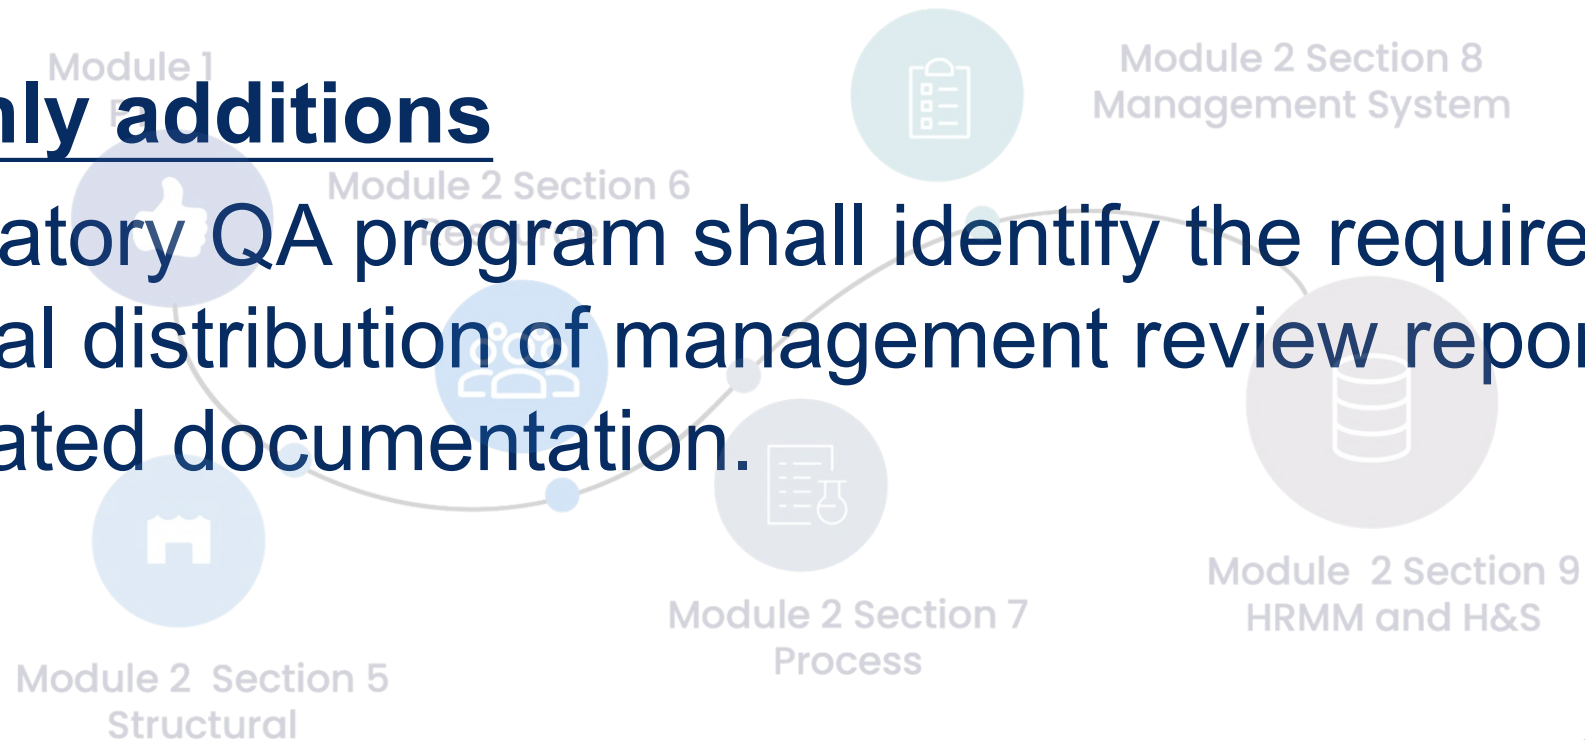 Module 1
nly additions
Module 2 Section 6
Resource
atory QA program shall identify the require
al distribution of management review repor
ated documentation.
Module 2 Section 8
Management System
Module 2 Section 7
Process
Module 2 Section 9
HRMM and H&S
Module 2 Section 5
Structural